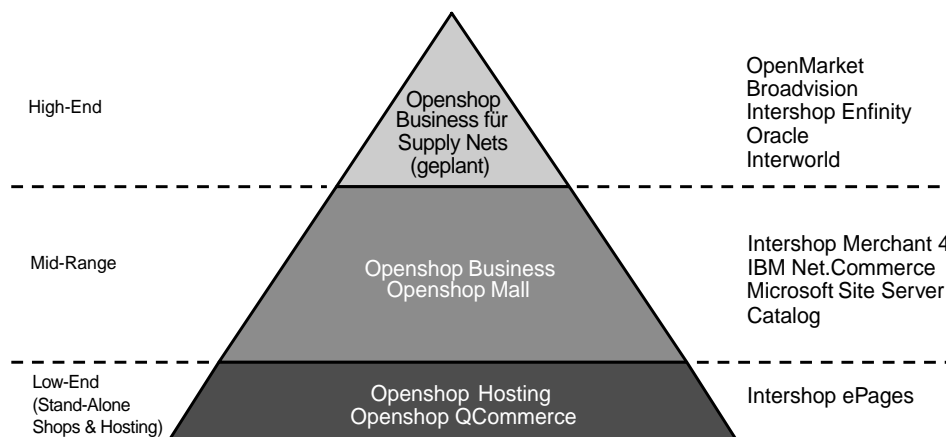 High-End
Openshop
Business für
Supply Nets
(geplant)
OpenMarket
Broadvision
Intershop Enfinity
Oracle
Interworld
Mid-Range
Openshop Business
Openshop Mall
Intershop Merchant 4
IBM Net.Commerce
Microsoft Site Server
Catalog
Low-End
(Stand-Alone
Shops & Hosting)
Openshop Hosting
Openshop QCommerce
Intershop ePages